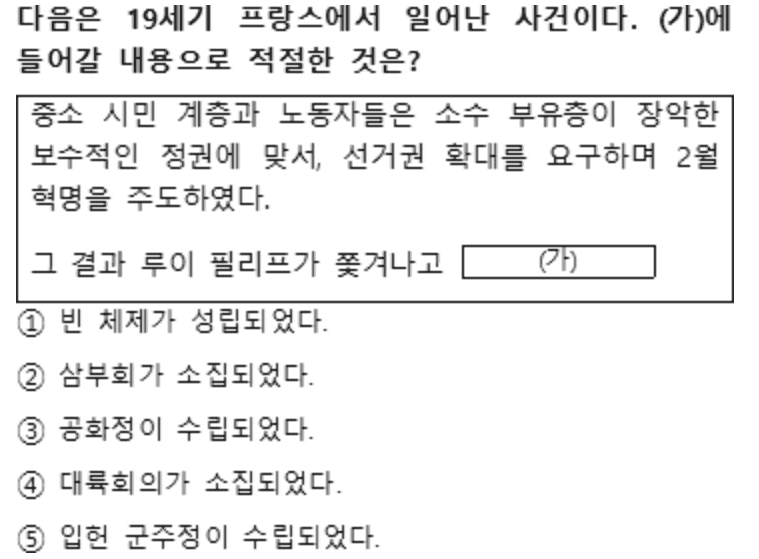 다음은 19세기 프랑스에서 일어난 사건이다. (가)에
들어갈 내용으로 적절한 것은?
중소 시민 계층과 노동자들은 소수 부유층이 장악한
보수적인 정권에 맞서, 선거권 확대를 요구하며 2월
혁명을 주도하였다.
그 결과 루이 필리프가 쫓겨나고 (가)
① 빈 체제가 성립되었다.
② 삼부회가 소집되었다.
③ 공화정이 수립되었다.
④ 대륙회의가 소집되었다.
⑤ 입헌 군주정이 수립되었다.